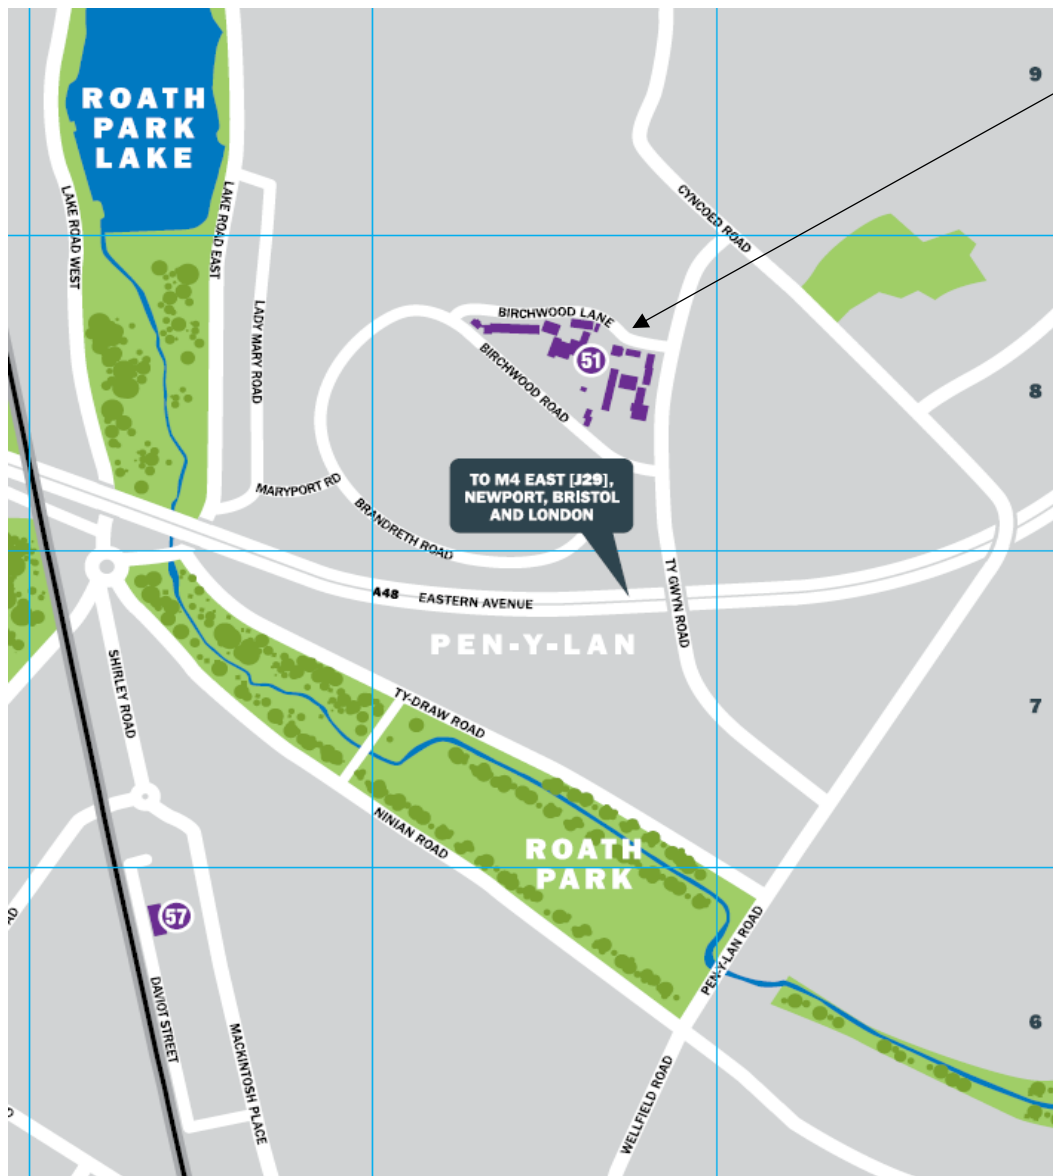 9
ROATH
PARK
LAKE
LAKE ROAD WEST
LAKE ROAD EAST
CYNCOED ROAD
LADY MARY ROAD
BIRCHWOOD LANE
51
BIRCHWOOD ROAD
8
MARYPORT RD
TO M4 EAST [J29],
NEWPORT, BRISTOL
AND LONDON
BRANDRETH ROAD
A48 EASTERN AVENUE
TY GWYN ROAD
PEN-Y-LAN
SHIRLEY ROAD
TY-DRAW ROAD
7
NINIAN ROAD
ROATH
PARK
57
PEN-Y-LAN ROAD
DAVIOT STREET
MACKINTOSH PLACE
6
WELLFIELD ROAD